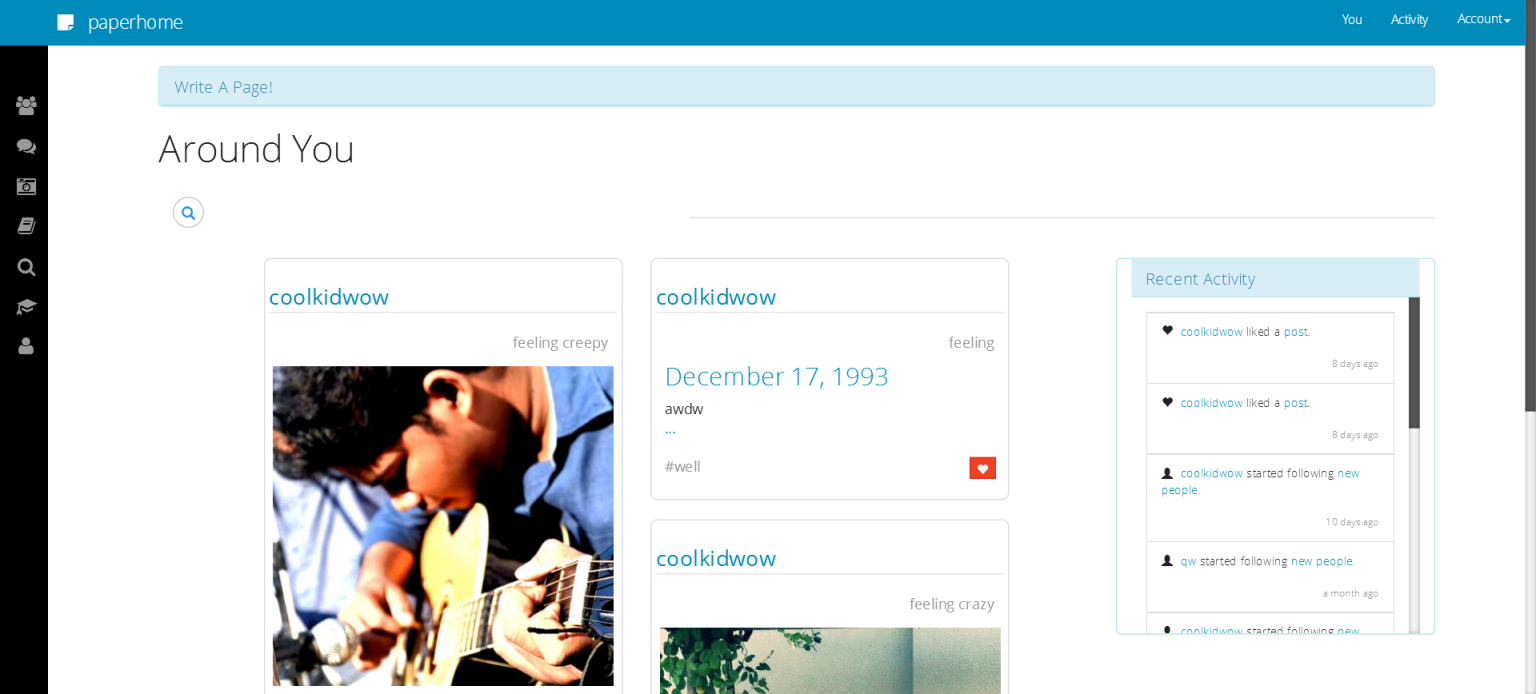 paperhome
You
Activity
Account
Write A Page!
Around You
coolkidwow
feeling creepy
coolkidwow
feeling
December 17, 1993
awdw
...
#well
coolkidwow
feeling crazy
Recent Activity
coolkidwow liked a post.
8 days ago
coolkidwow liked a post.
8 days ago
coolkidwow started following new
people.
10 days ago
qw started following new people.
a month ago
coolkidwow started following new